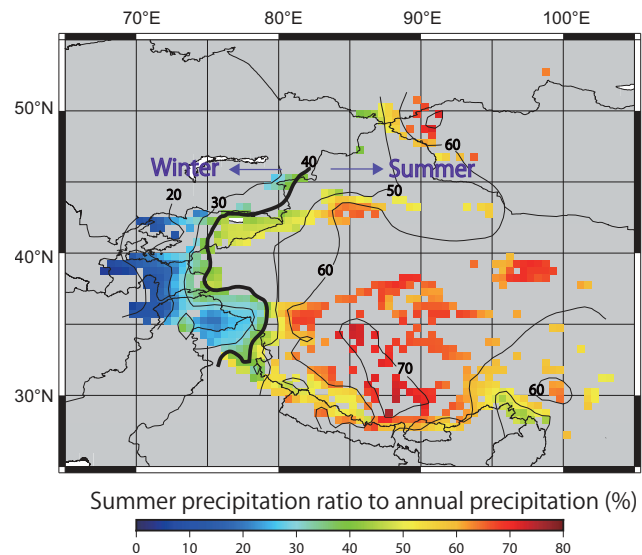 70°E 80°E 90°E 100°E
50°N
60
Winter 40 Summer
20 30 50
40°N
60
70
30°N 60
Summer precipitation ratio to annual precipitation (%)
0 10 20 30 40 50 60 70 80